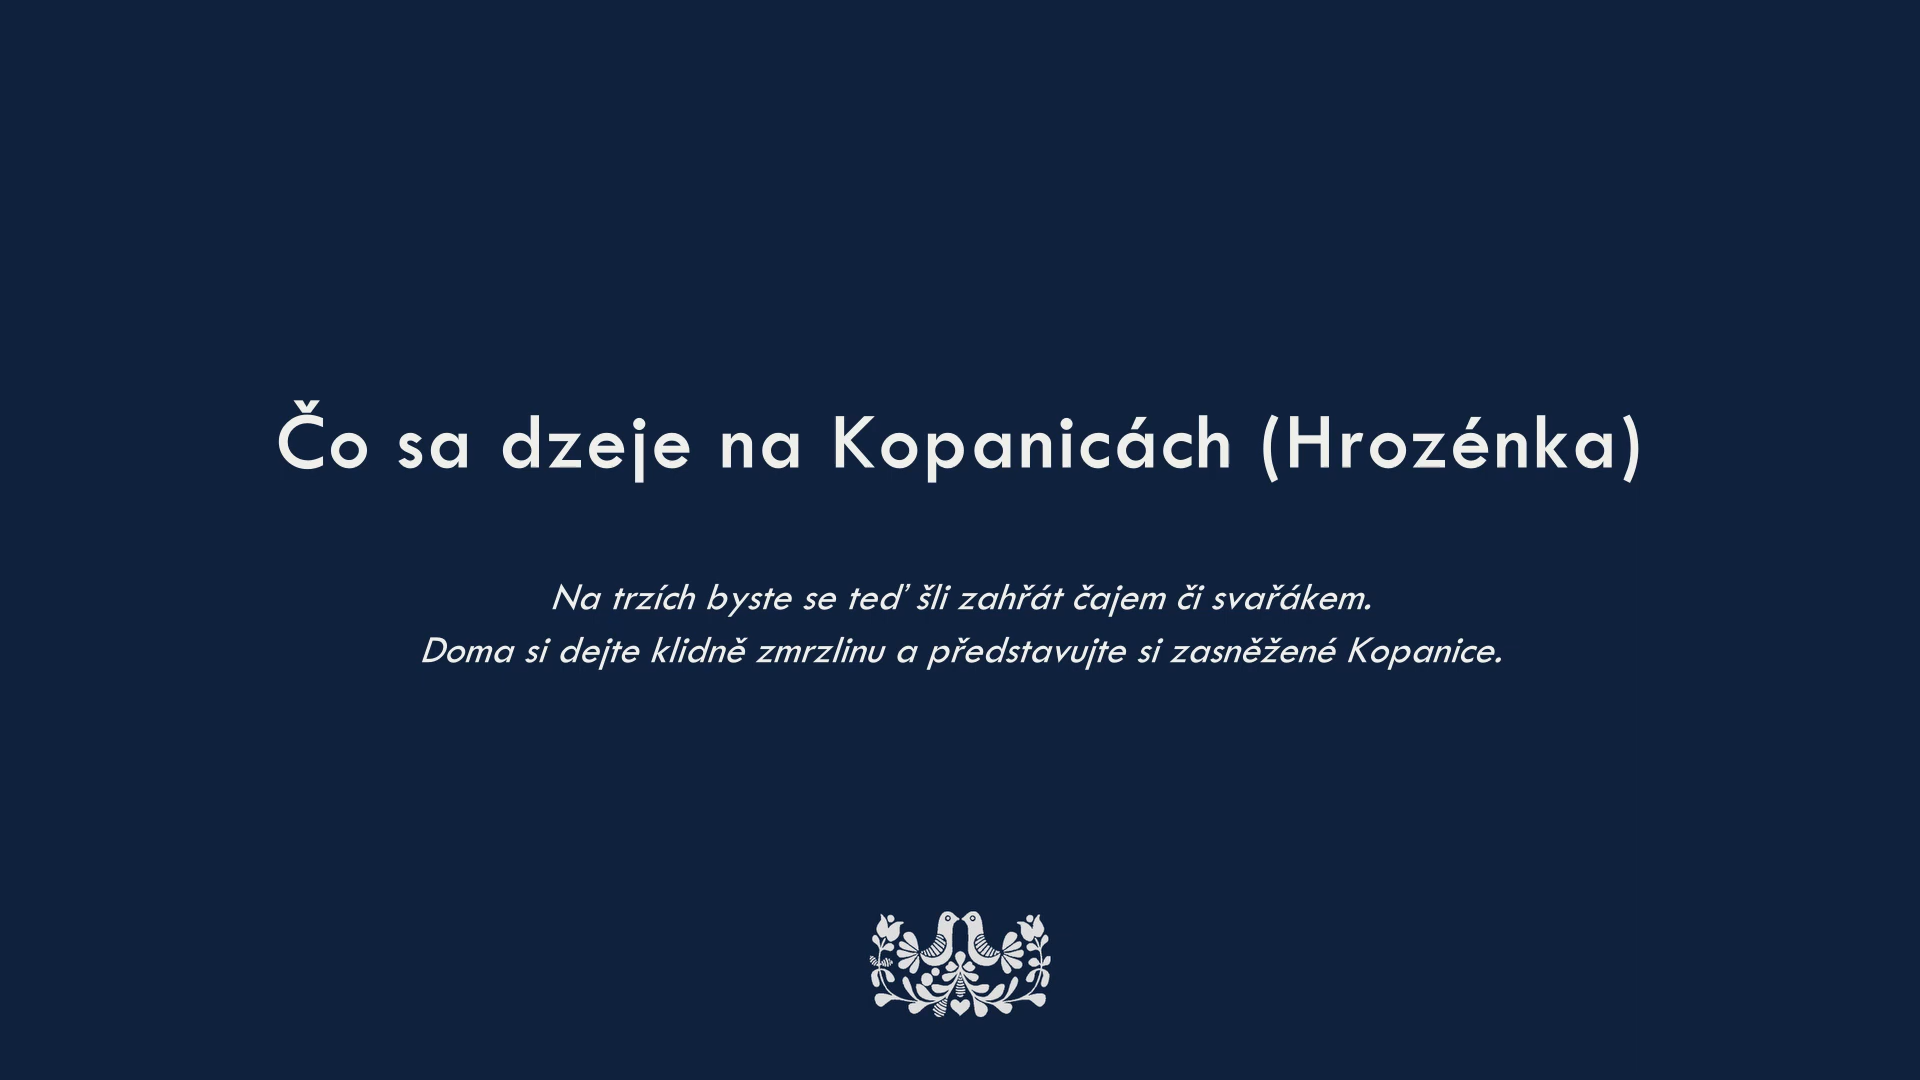 Čo sa dzeje na Kopanicách (Hrozénka)
Na trzích byste se teď šli zahřát čajem či svařákem.
Doma si dejte klidně zmrzlinu a představujte si zasněžené Kopanice.